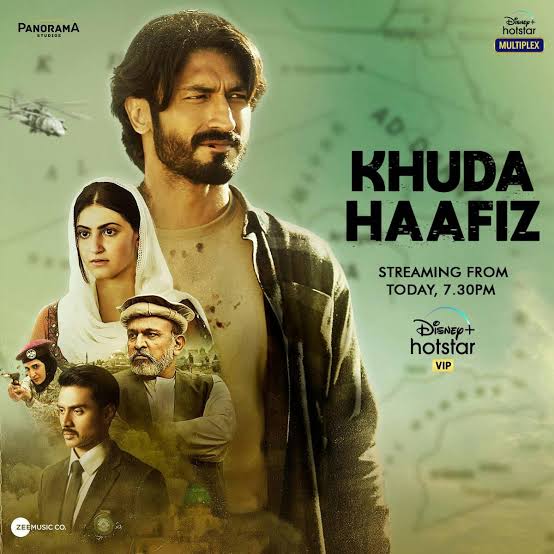 PANORAMA
STUDIOS
Disney+
hotstar
MULTIPLEX
KHUDA
HAAFIZ
STREAMING FROM
TODAY, 7.30PM
Disney+
hotstar
VIP
ZEE MUSIC CO.